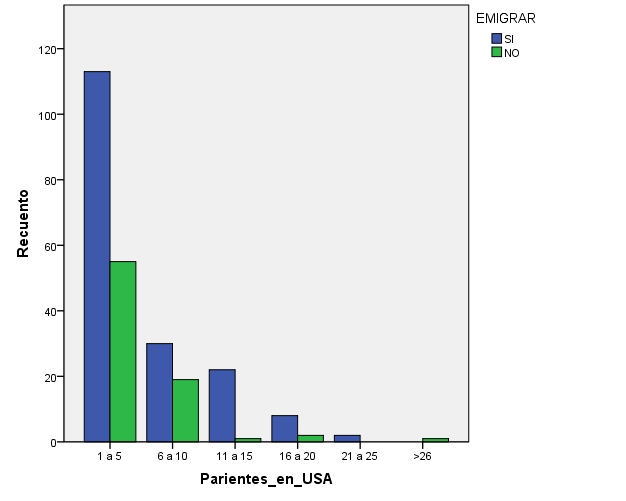 EMIGRAR
SI
NO
Recuento
120
100
80
60
40
20
0
1 a 5
6 a 10
11 a 15
16 a 20
21 a 25
>26
Parientes_en_USA